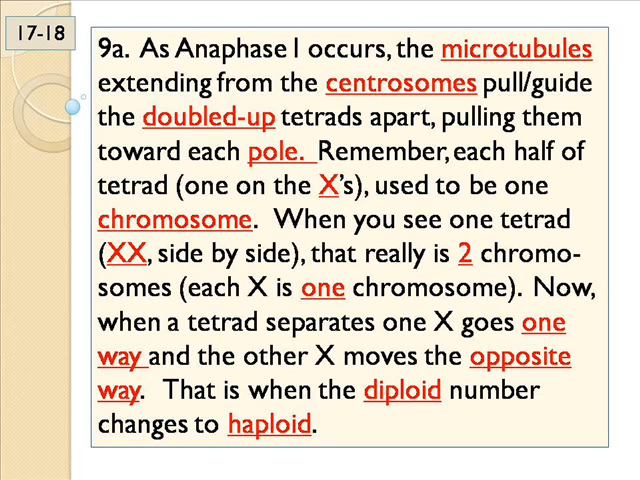 17-18
9a. As Anaphase I occurs, the microtubules
extending from the centrosomes pull/guide
the doubled-up tetrads apart, pulling them
toward each pole. Remember, each half of
tetrad (one on the X's), used to be one
chromosome. When you see one tetrad
(XX, side by side), that really is 2 chromo-
somes (each X is one chromosome). Now,
when a tetrad separates one X goes one
way and the other X moves the opposite
way. That is when the diploid number
changes to haploid.